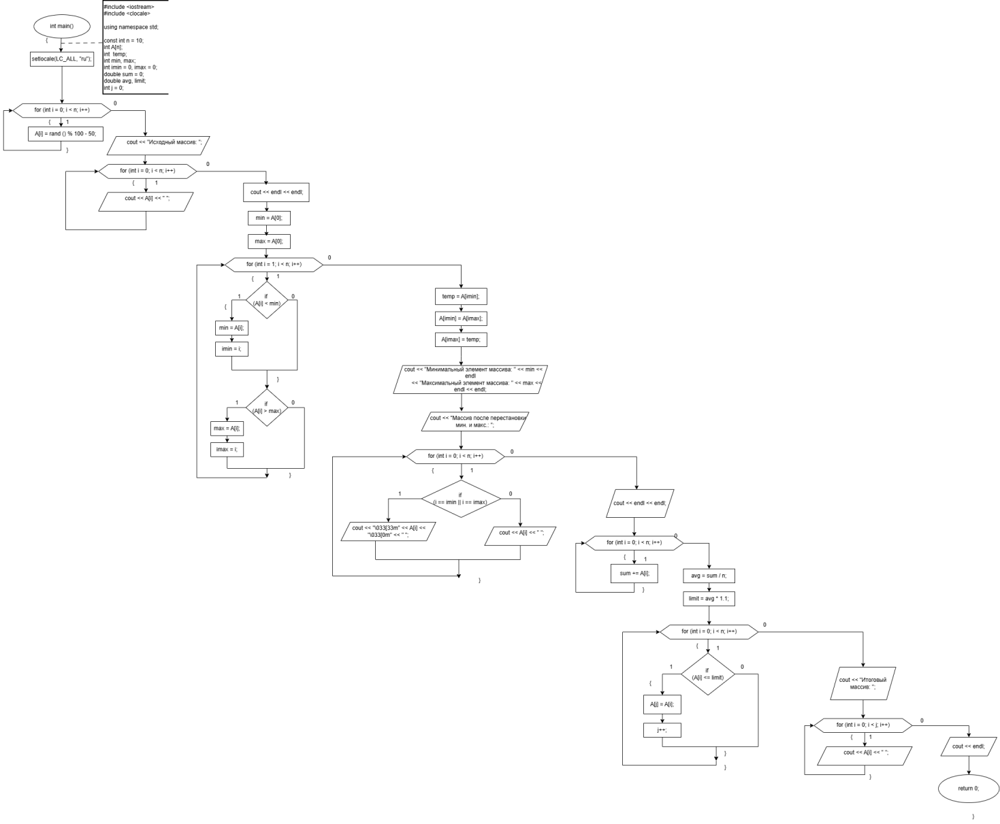 #include <iostream>
#include <clocale>
using namespace std;
const int n = 10;
int A[n];
int  temp;
int min, max;
int imin = 0, imax = 0;
double sum = 0;
double avg, limit;
int j = 0;
int main()
{
setlocale(LC_ALL, "ru");
for (int i = 0; i < n; i++)
0
{
1
A[i] = rand () % 100 - 50;
}
cout << "Исходный массив: ";
for (int i = 0; i < n; i++)
0
{
1
cout << A[i] << " ";
cout << endl << endl;
min = A[0];
max = A[0];
for (int i = 1; i < n; i++)
0
{
1
if
(A[i] < min)
1
0
{
min = A[i];
imin = i;
}
if
(A[i] > max)
1
0
max = A[i];
imax = i;
}
temp = A[imin];
A[imin] = A[imax];
A[imax] = temp;
cout << "Минимальный элемент массива: " << min <<
endl
<< "Максимальный элемент массива: " << max <<
endl << endl;
cout << "Массив после перестановки
мин. и макс.: ";
for (int i = 0; i < n; i++)
0
{
1
if
(i == imin || i == imax)
1
0
cout << "\033[33m" << A[i] <<
"\033[0m" << " ";
cout << A[i] << " ";
}
cout << endl << endl;
for (int i = 0; i < n; i++)
0
{
1
sum += A[i];
}
avg = sum / n;
limit = avg * 1.1;
for (int i = 0; i < n; i++)
0
{
1
if
(A[i] <= limit)
1
0
{
A[j] = A[i];
j++;
}
}
cout << "Итоговый
массив: ";
for (int i = 0; i < j; i++)
0
{
1
cout << A[i] << " ";
}
cout << endl;
return 0;
}